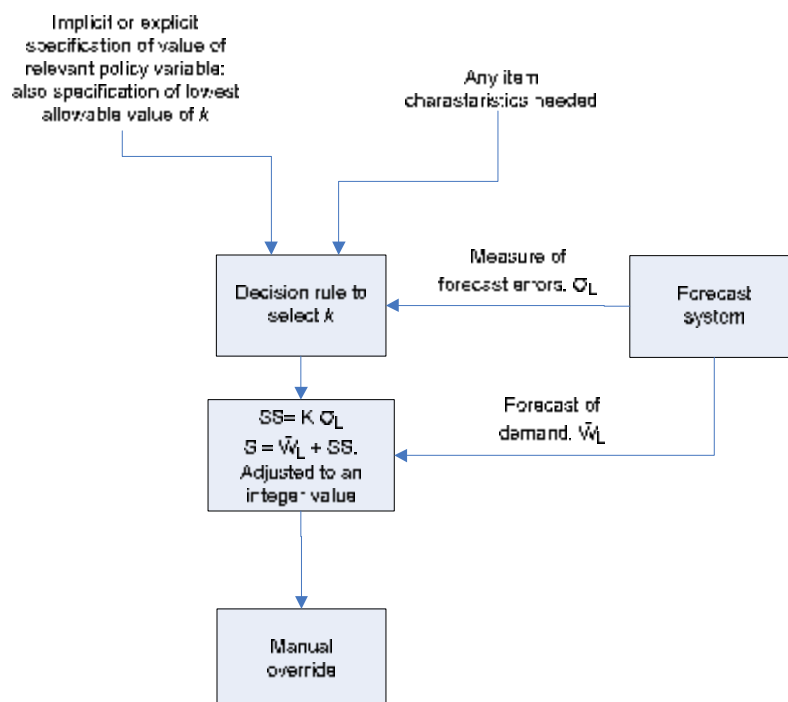 Implicit or explicit
specification of value of
relevant policy variable:
also specification of lowest
allowable value of k
Any item
charastaristics needed
Measure of
forecast errors. σL
Decision rule to
select k
Forecast
system
SS= K σL
S = W̄L + SS.
Adjusted to an
integer value
Forecast of
demand. W̄L
Manual
override